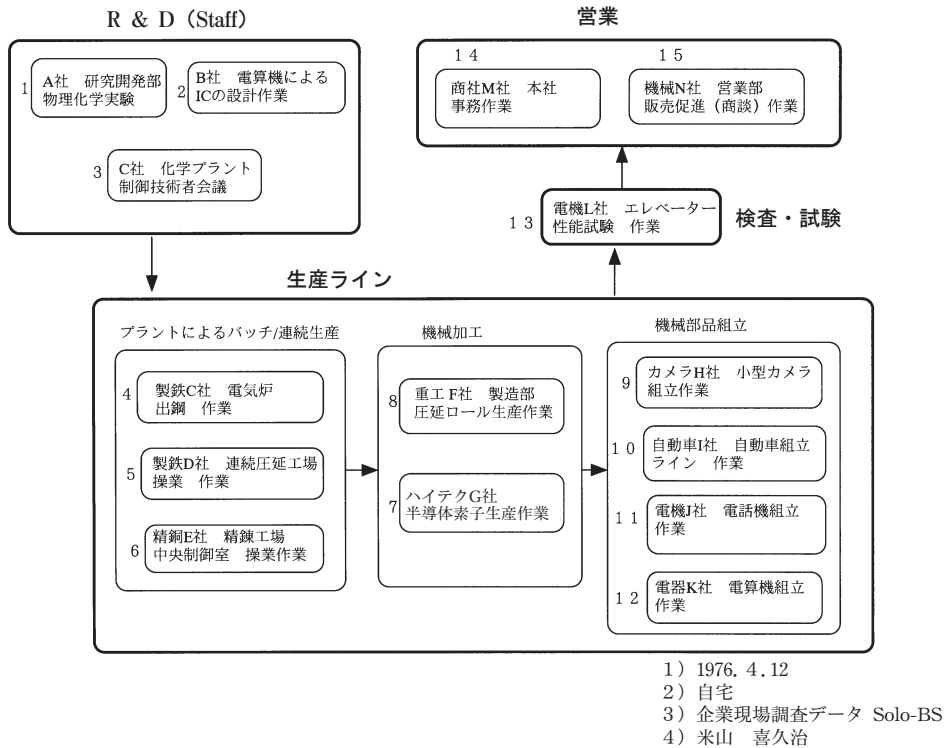 R & D（Staff）
1
A社　研究開発部
物理化学実験
2
B社　電算機による
ICの設計作業
3
C社　化学プラント
制御技術者会議
営業
14
商社M社　本社
事務作業
15
機械N社　営業部
販売促進（商談）作業
13
電機L社　エレベーター
性能試験　作業
検査・試験
生産ライン
プラントによるバッチ/連続生産
4
製鉄C社　電気炉
出鋼　作業
5
製鉄D社　連続圧延工場
操業　作業
6
精銅E社　精錬工場
中央制御室　操業作業
機械加工
8
重工 F社　製造部
圧延ロール生産作業
7
ハイテクG社
半導体素子生産作業
機械部品組立
9
カメラH社　小型カメラ
組立作業
10
自動車I社　自動車組立
ライン　作業
11
電機J社　電話機組立
作業
12
電器K社　電算機組立
作業
1）1976. 4. 12
2）自宅
3）企業現場調査データ Solo-BS
4）米山　喜久治